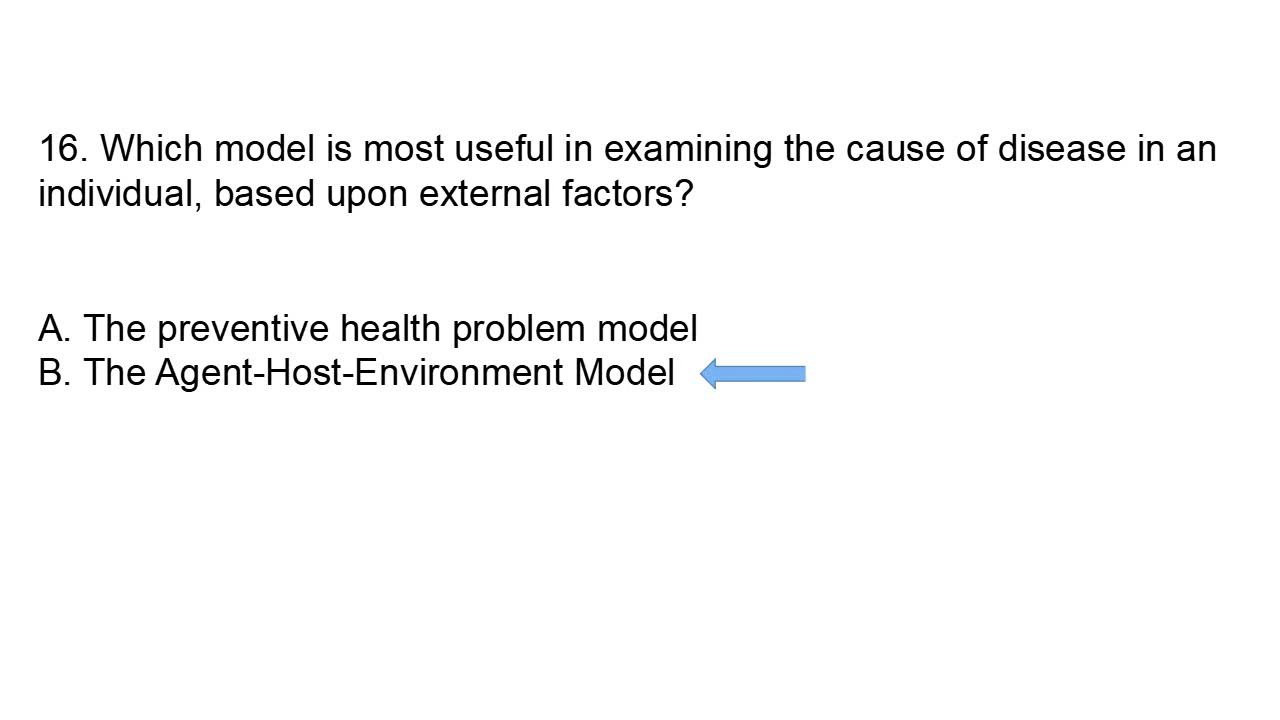 16. Which model is most useful in examining the cause of disease in an
individual, based upon external factors?
A. The preventive health problem model
B. The Agent-Host-Environment Model